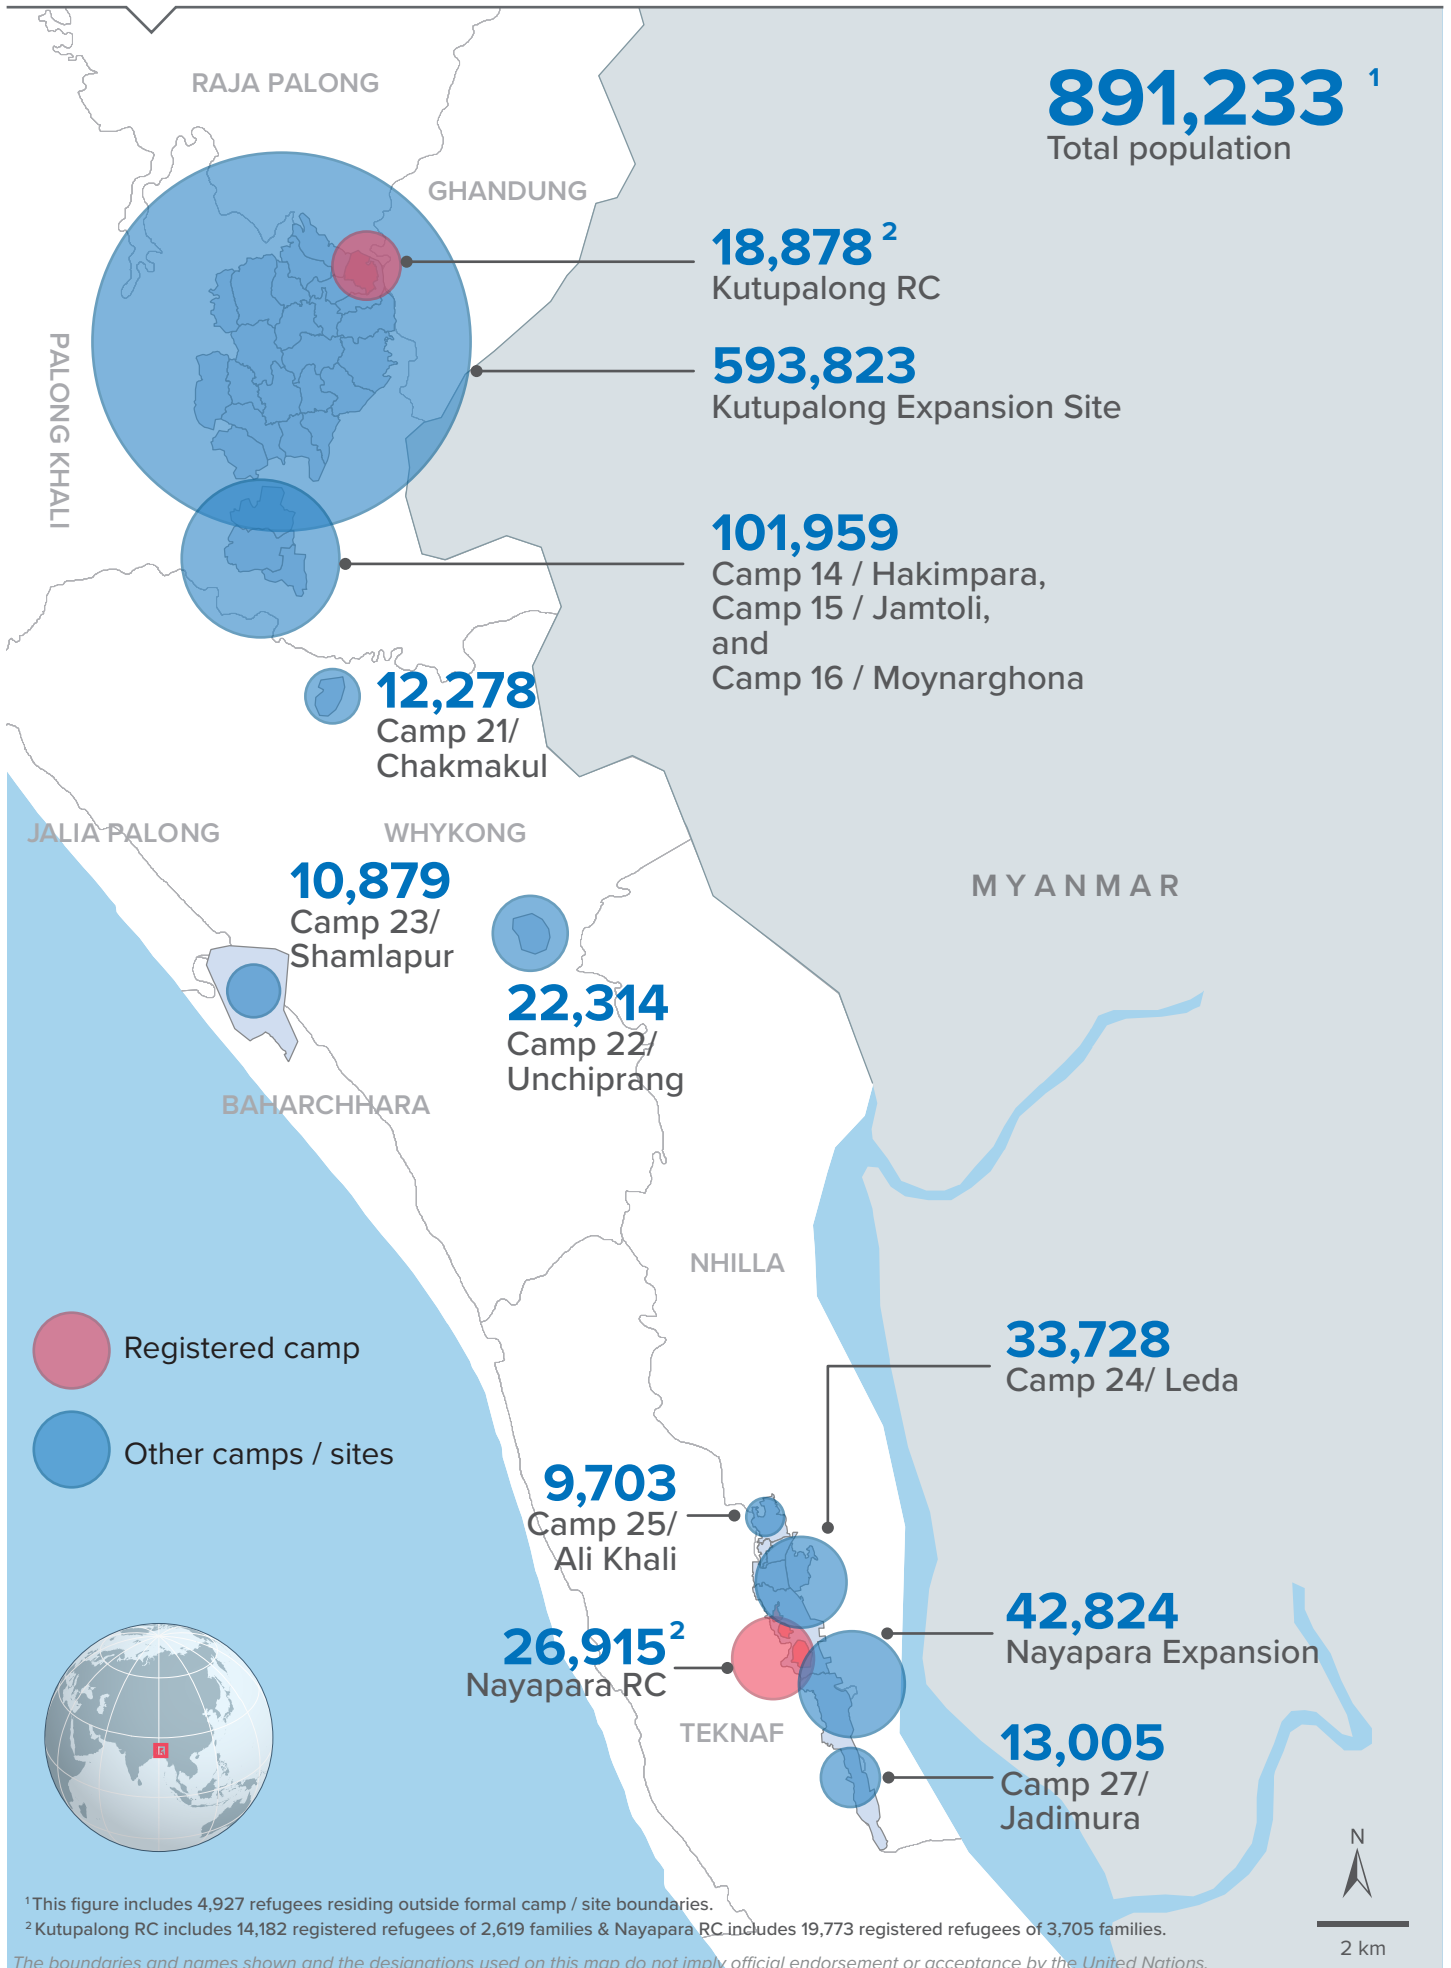 RAJA PALONG
891,233 1
Total population
GHANDUNG
18,878 2
Kutupalong RC
593,823
Kutupalong Expansion Site
PALONG KHALI
101,959
Camp 14 / Hakimpara,
Camp 15 / Jamtoli,
and
Camp 16 / Moynarghona
12,278
Camp 21/
Chakmakul
JALIA PALONG
WHYKONG
10,879
Camp 23/
Shamlapur
MYANMAR
22,314
Camp 22/
Unchiprang
BAHARCHHARA
NHILLA
33,728
Camp 24/ Leda
Registered camp
Other camps / sites
9,703
Camp 25/
Ali Khali
42,824
Nayapara Expansion
26,915 2
Nayapara RC
TEKNAF
13,005
Camp 27/
Jadimura
N
2 km
1 This figure includes 4,927 refugees residing outside formal camp / site boundaries.
2 Kutupalong RC includes 14,182 registered refugees of 2,619 families & Nayapara RC includes 19,773 registered refugees of 3,705 families.
The boundaries and names shown and the designations used on this map do not imply official endorsement or acceptance by the United Nations.